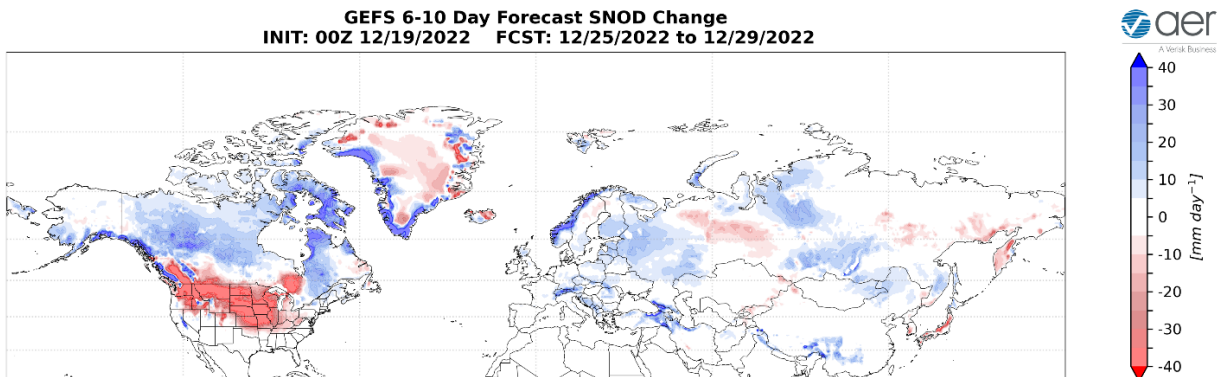 GEFS 6-10 Day Forecast SNOD Change
INIT: 00Z 12/19/2022 FCST: 12/25/2022 to 12/29/2022
aer
A Verisk Business
40
30
20
10
0
-10
-20
-30
-40
[mm day⁻¹]